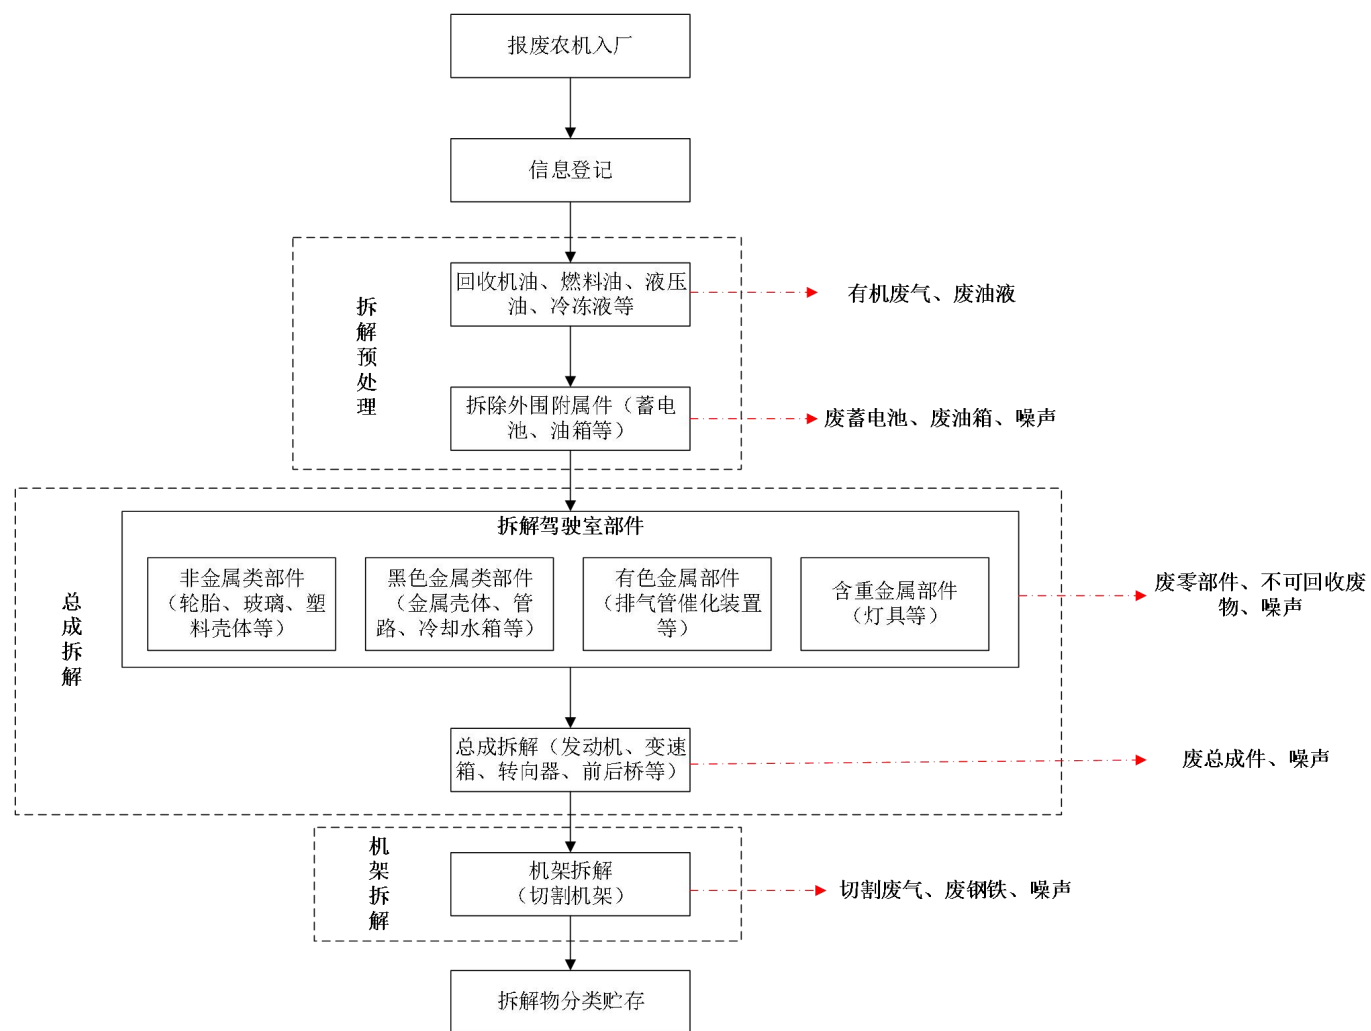 报废农机入厂
信息登记
拆解预处理
回收机油、燃料油、液压
油、冷冻液等
有机废气、废油液
拆除外围附属件（蓄电
池、油箱等）
废蓄电池、废油箱、噪声
总成拆解
拆解驾驶室部件
非金属类部件
（轮胎、玻璃、塑
料壳体等）
黑色金属类部件
（金属壳体、管
路、冷却水箱等）
有色金属部件
（排气管催化装置
等）
含重金属部件
（灯具等）
废零部件、不可回收废
物、噪声
总成拆解（发动机、变速
箱、转向器、前后桥等）
废总成件、噪声
机架拆解
机架拆解
（切割机架）
切割废气、废钢铁、噪声
拆解物分类贮存